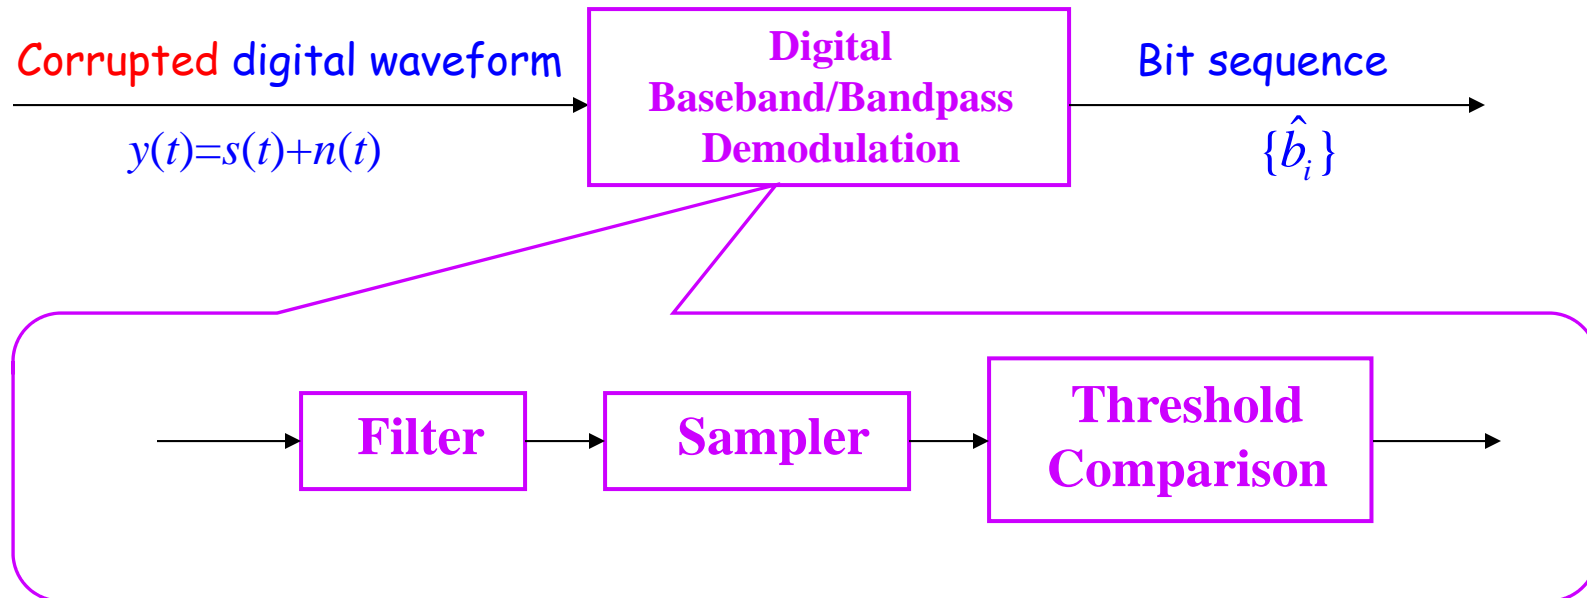 Corrupted digital waveform
y(t)=s(t)+n(t)
Digital
Baseband/Bandpass
Demodulation
Bit sequence
{b̂ᵢ}
Filter
Sampler
Threshold
Comparison